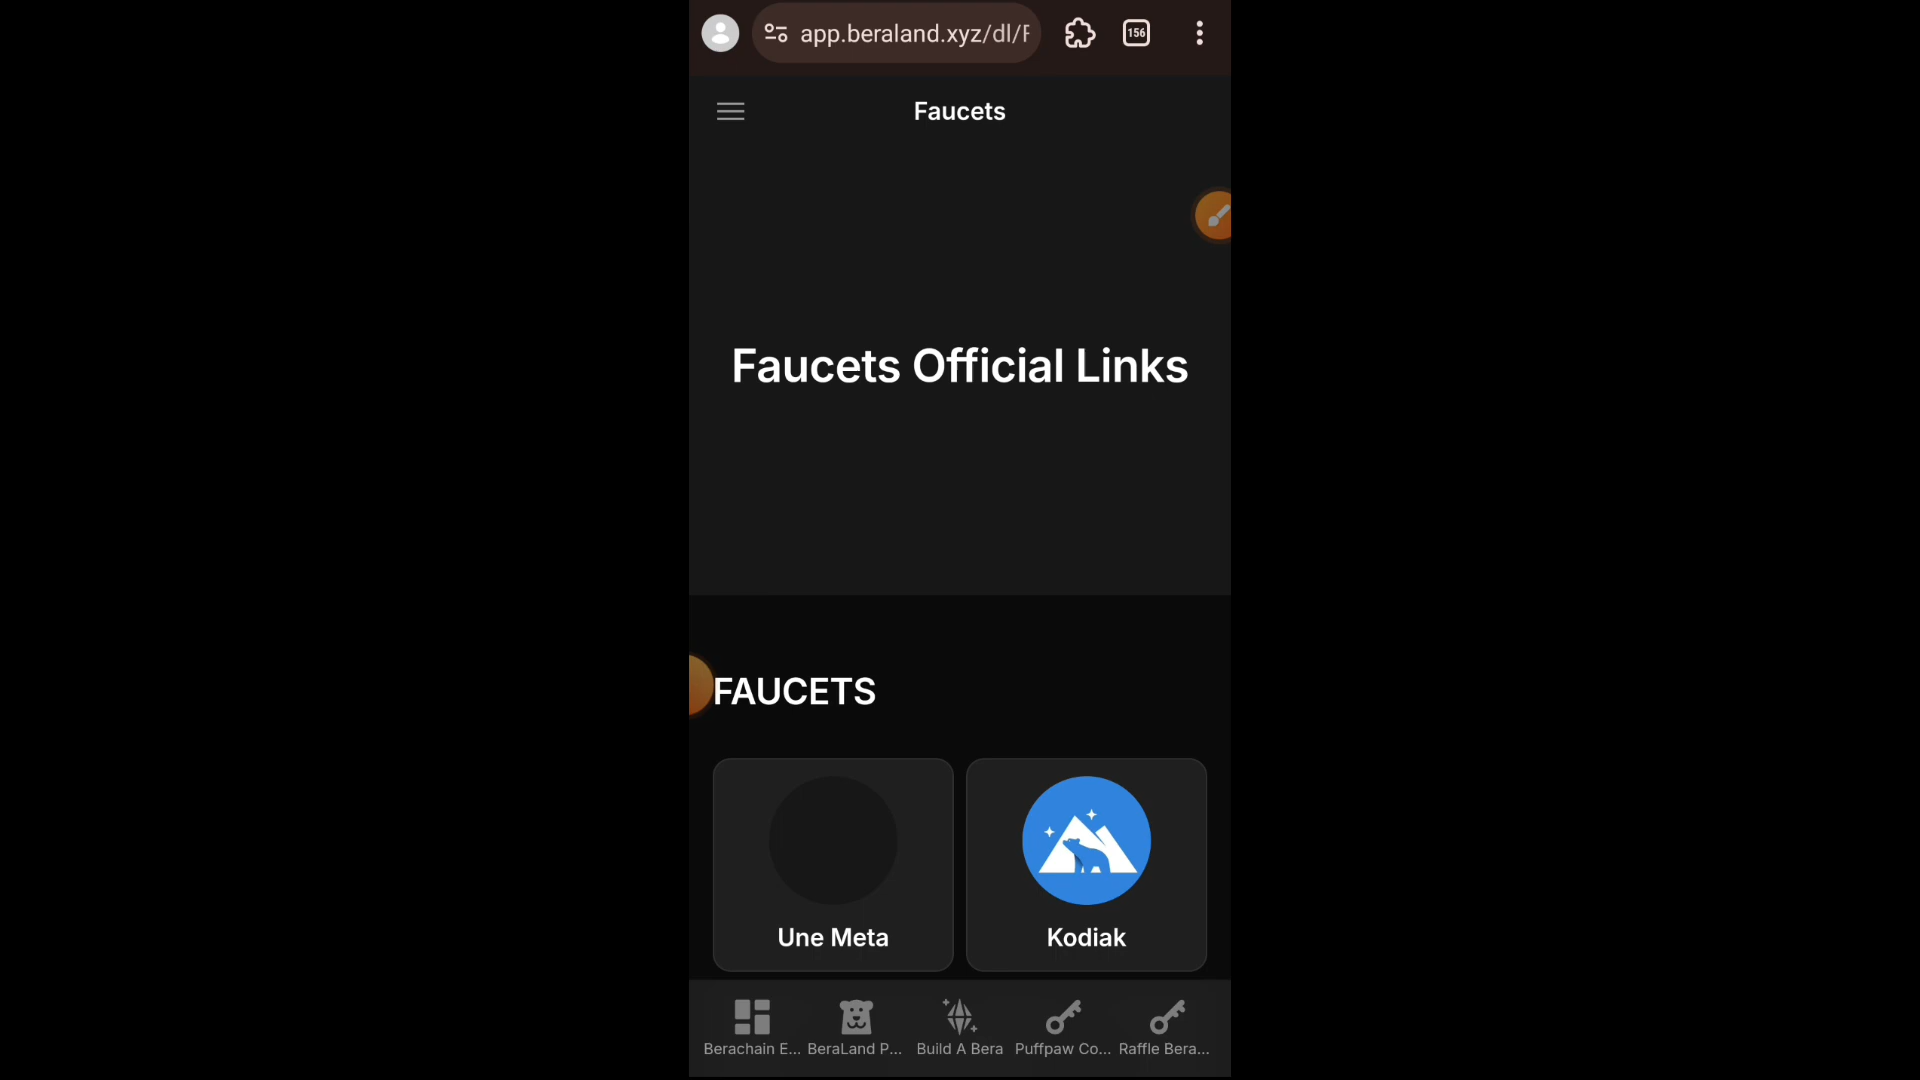 app.beraland.xyz/dl/F
156
Faucets
Faucets Official Links
FAUCETS
Une Meta
Kodiak
Berachain E...
BeraLand P...
Build A Bera
Puffpaw Co...
Raffle Bera...